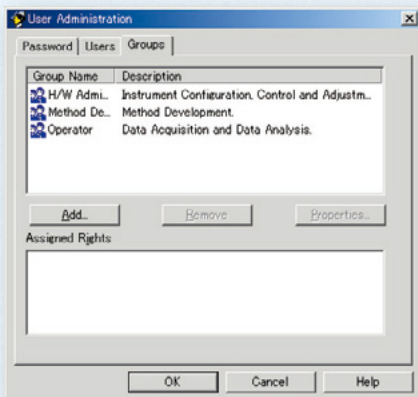 User Administration
Password Users Groups
Group Name Description
H/W Admi... Instrument Configuration, Control and Adjustm...
Method De... Method Development.
Operator Data Acquisition and Data Analysis.
Add... Remove Properties...
Assigned Rights
OK Cancel Help